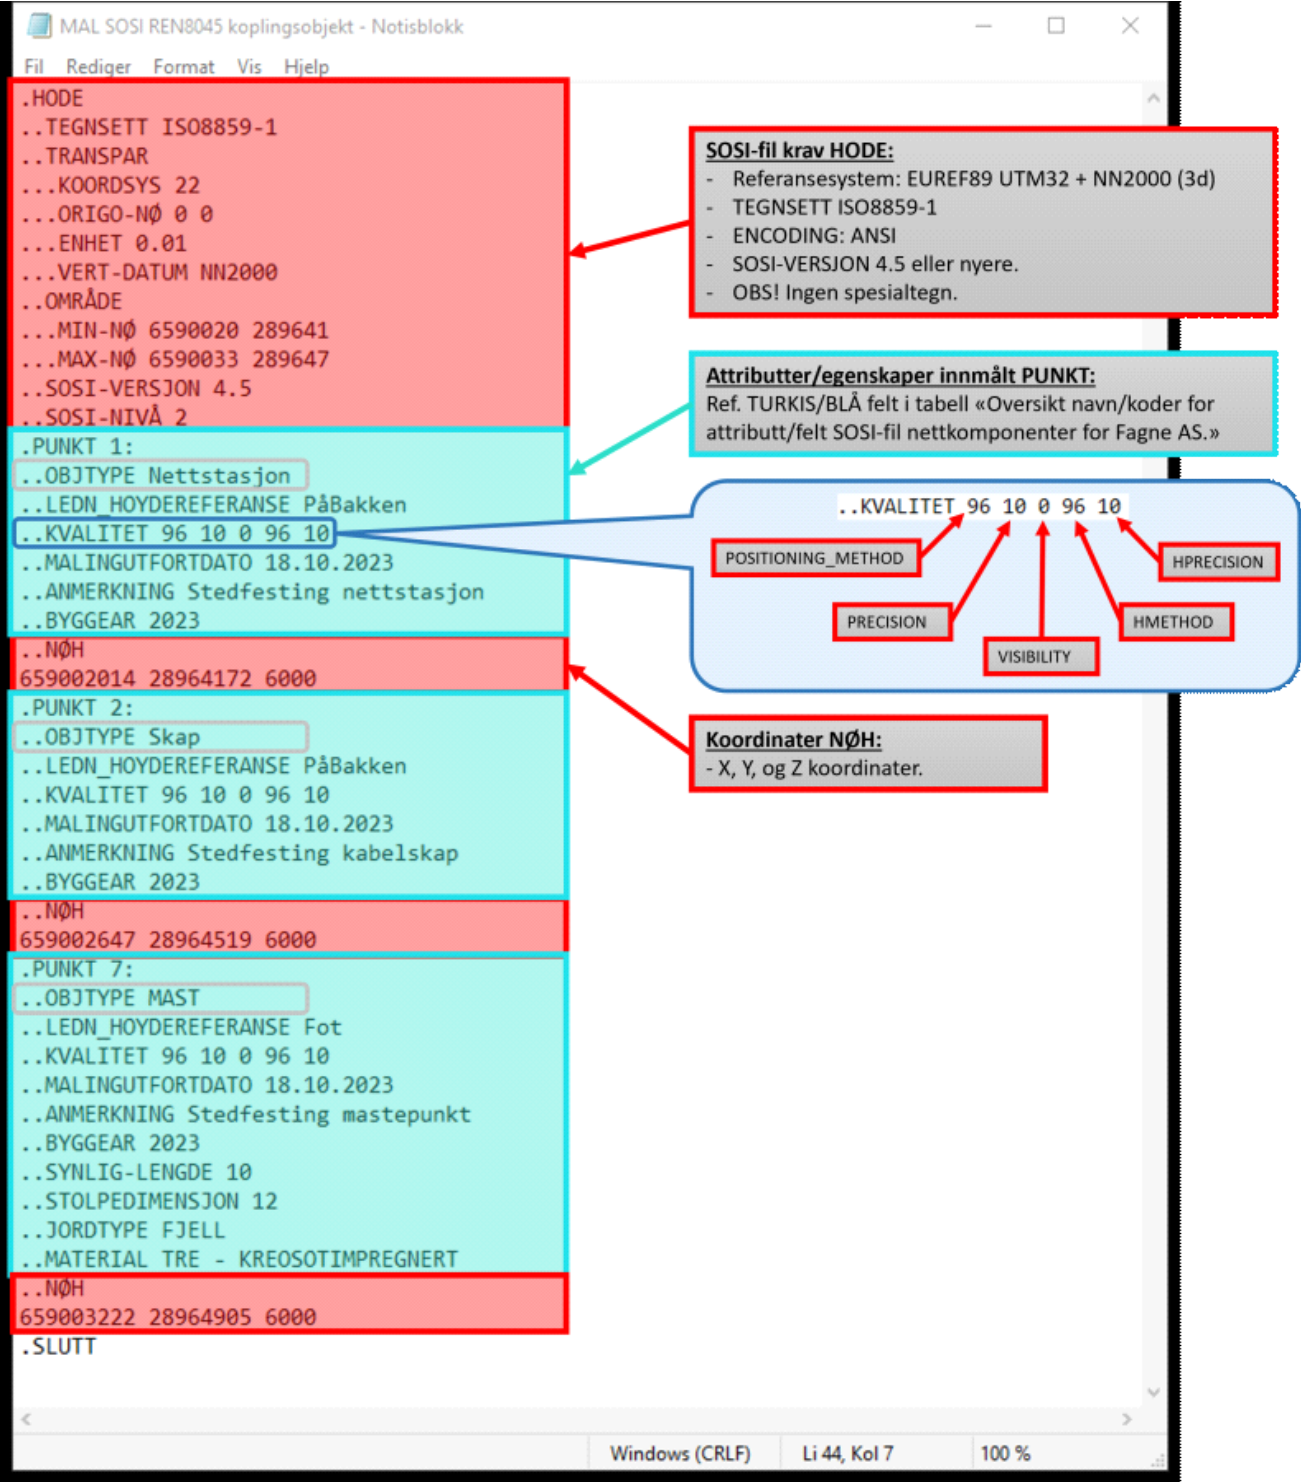 MAL SOSI REN8045 koplingsobjekt - Notisblokk
Fil Rediger Format Vis Hjelp
.HODE
..TEGNSETT ISO8859-1
..TRANSPAR
...KOORDSYS 22
...ORIGO-NØ 0 0
...ENHET 0.01
...VERT-DATUM NN2000
..OMRÅDE
...MIN-NØ 6590020 289641
...MAX-NØ 6590033 289647
..SOSI-VERSJON 4.5
..SOSI-NIVÅ 2
.PUNKT 1:
..OBJTYPE Nettstasjon
..LEDN_HOYDEREFERANSE PåBakken
..KVALITET 96 10 0 96 10
..MALINGUTFORTDATO 18.10.2023
..ANMERKNING Stedfesting nettstasjon
..BYGGEAR 2023
..NØH
659002014 28964172 6000
.PUNKT 2:
..OBJTYPE Skap
..LEDN_HOYDEREFERANSE PåBakken
..KVALITET 96 10 0 96 10
..MALINGUTFORTDATO 18.10.2023
..ANMERKNING Stedfesting kabelskap
..BYGGEAR 2023
..NØH
659002647 28964519 6000
.PUNKT 7:
..OBJTYPE MAST
..LEDN_HOYDEREFERANSE Fot
..KVALITET 96 10 0 96 10
..MALINGUTFORTDATO 18.10.2023
..ANMERKNING Stedfesting mastepunkt
..BYGGEAR 2023
..SYNLIG-LENGDE 10
..STOLPEDIMENSJON 12
..JORDTYPE FJELL
..MATERIAL TRE - KREOSOTIMPREGNERT
..NØH
659003222 28964905 6000
.SLUTT
SOSI-fil krav HODE:
- Referansesystem: EUREF89 UTM32 + NN2000 (3d)
- TEGNSETT ISO8859-1
- ENCODING: ANSI
- SOSI-VERSJON 4.5 eller nyere.
- OBS! Ingen spesialtegn.
Attributter/egenskaper innmålt PUNKT:
Ref. TURKIS/BLÅ felt i tabell «Oversikt navn/koder for
attributt/felt SOSI-fil nettkomponenter for Fagne AS.»
..KVALITET 96 10 0 96 10
POSITIONING_METHOD
HPRECISION
PRECISION
HMETHOD
VISIBILITY
Koordinater NØH:
- X, Y, og Z koordinater.
Windows (CRLF)
Li 44, Kol 7
100 %